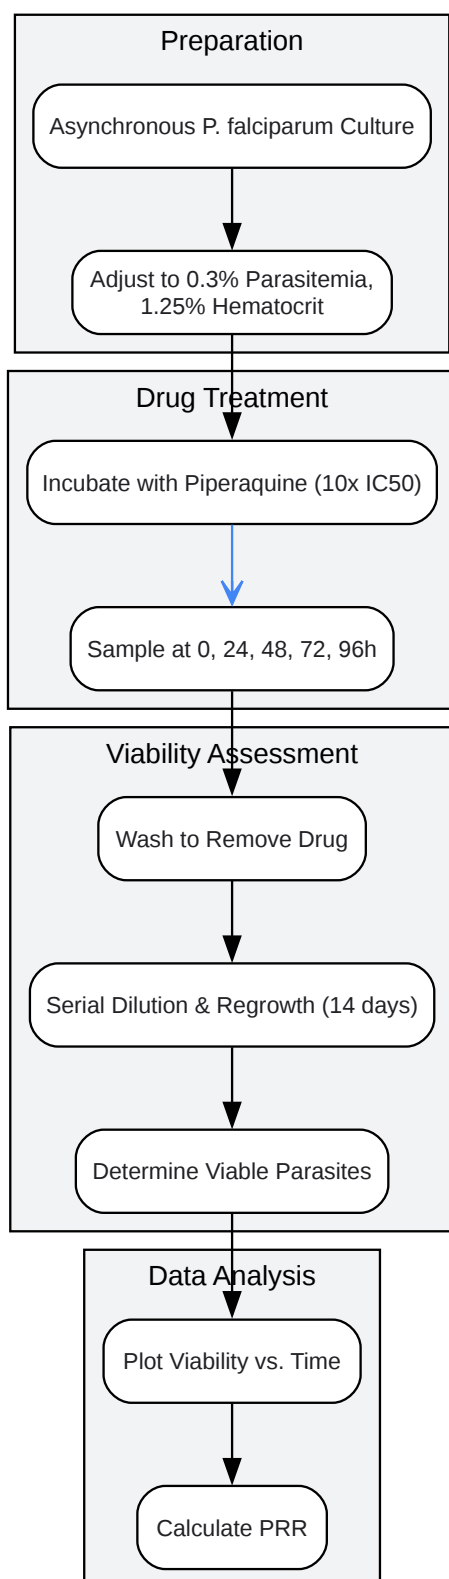 Preparation
Asynchronous P. falciparum Culture
Adjust to 0.3% Parasitemia,
1.25% Hematocrit
Drug Treatment
Incubate with Piperaquine (10x IC50)
Sample at 0, 24, 48, 72, 96h
Viability Assessment
Wash to Remove Drug
Serial Dilution & Regrowth (14 days)
Determine Viable Parasites
Data Analysis
Plot Viability vs. Time
Calculate PRR